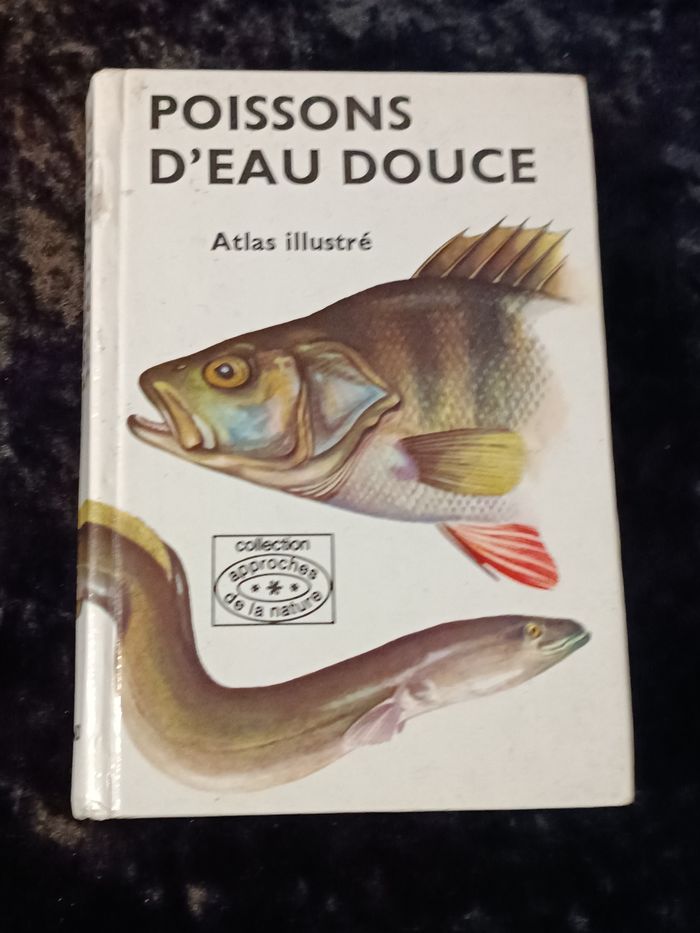 POISSONS
D'EAU DOUCE
Atlas illustré
collection
approches
de la nature